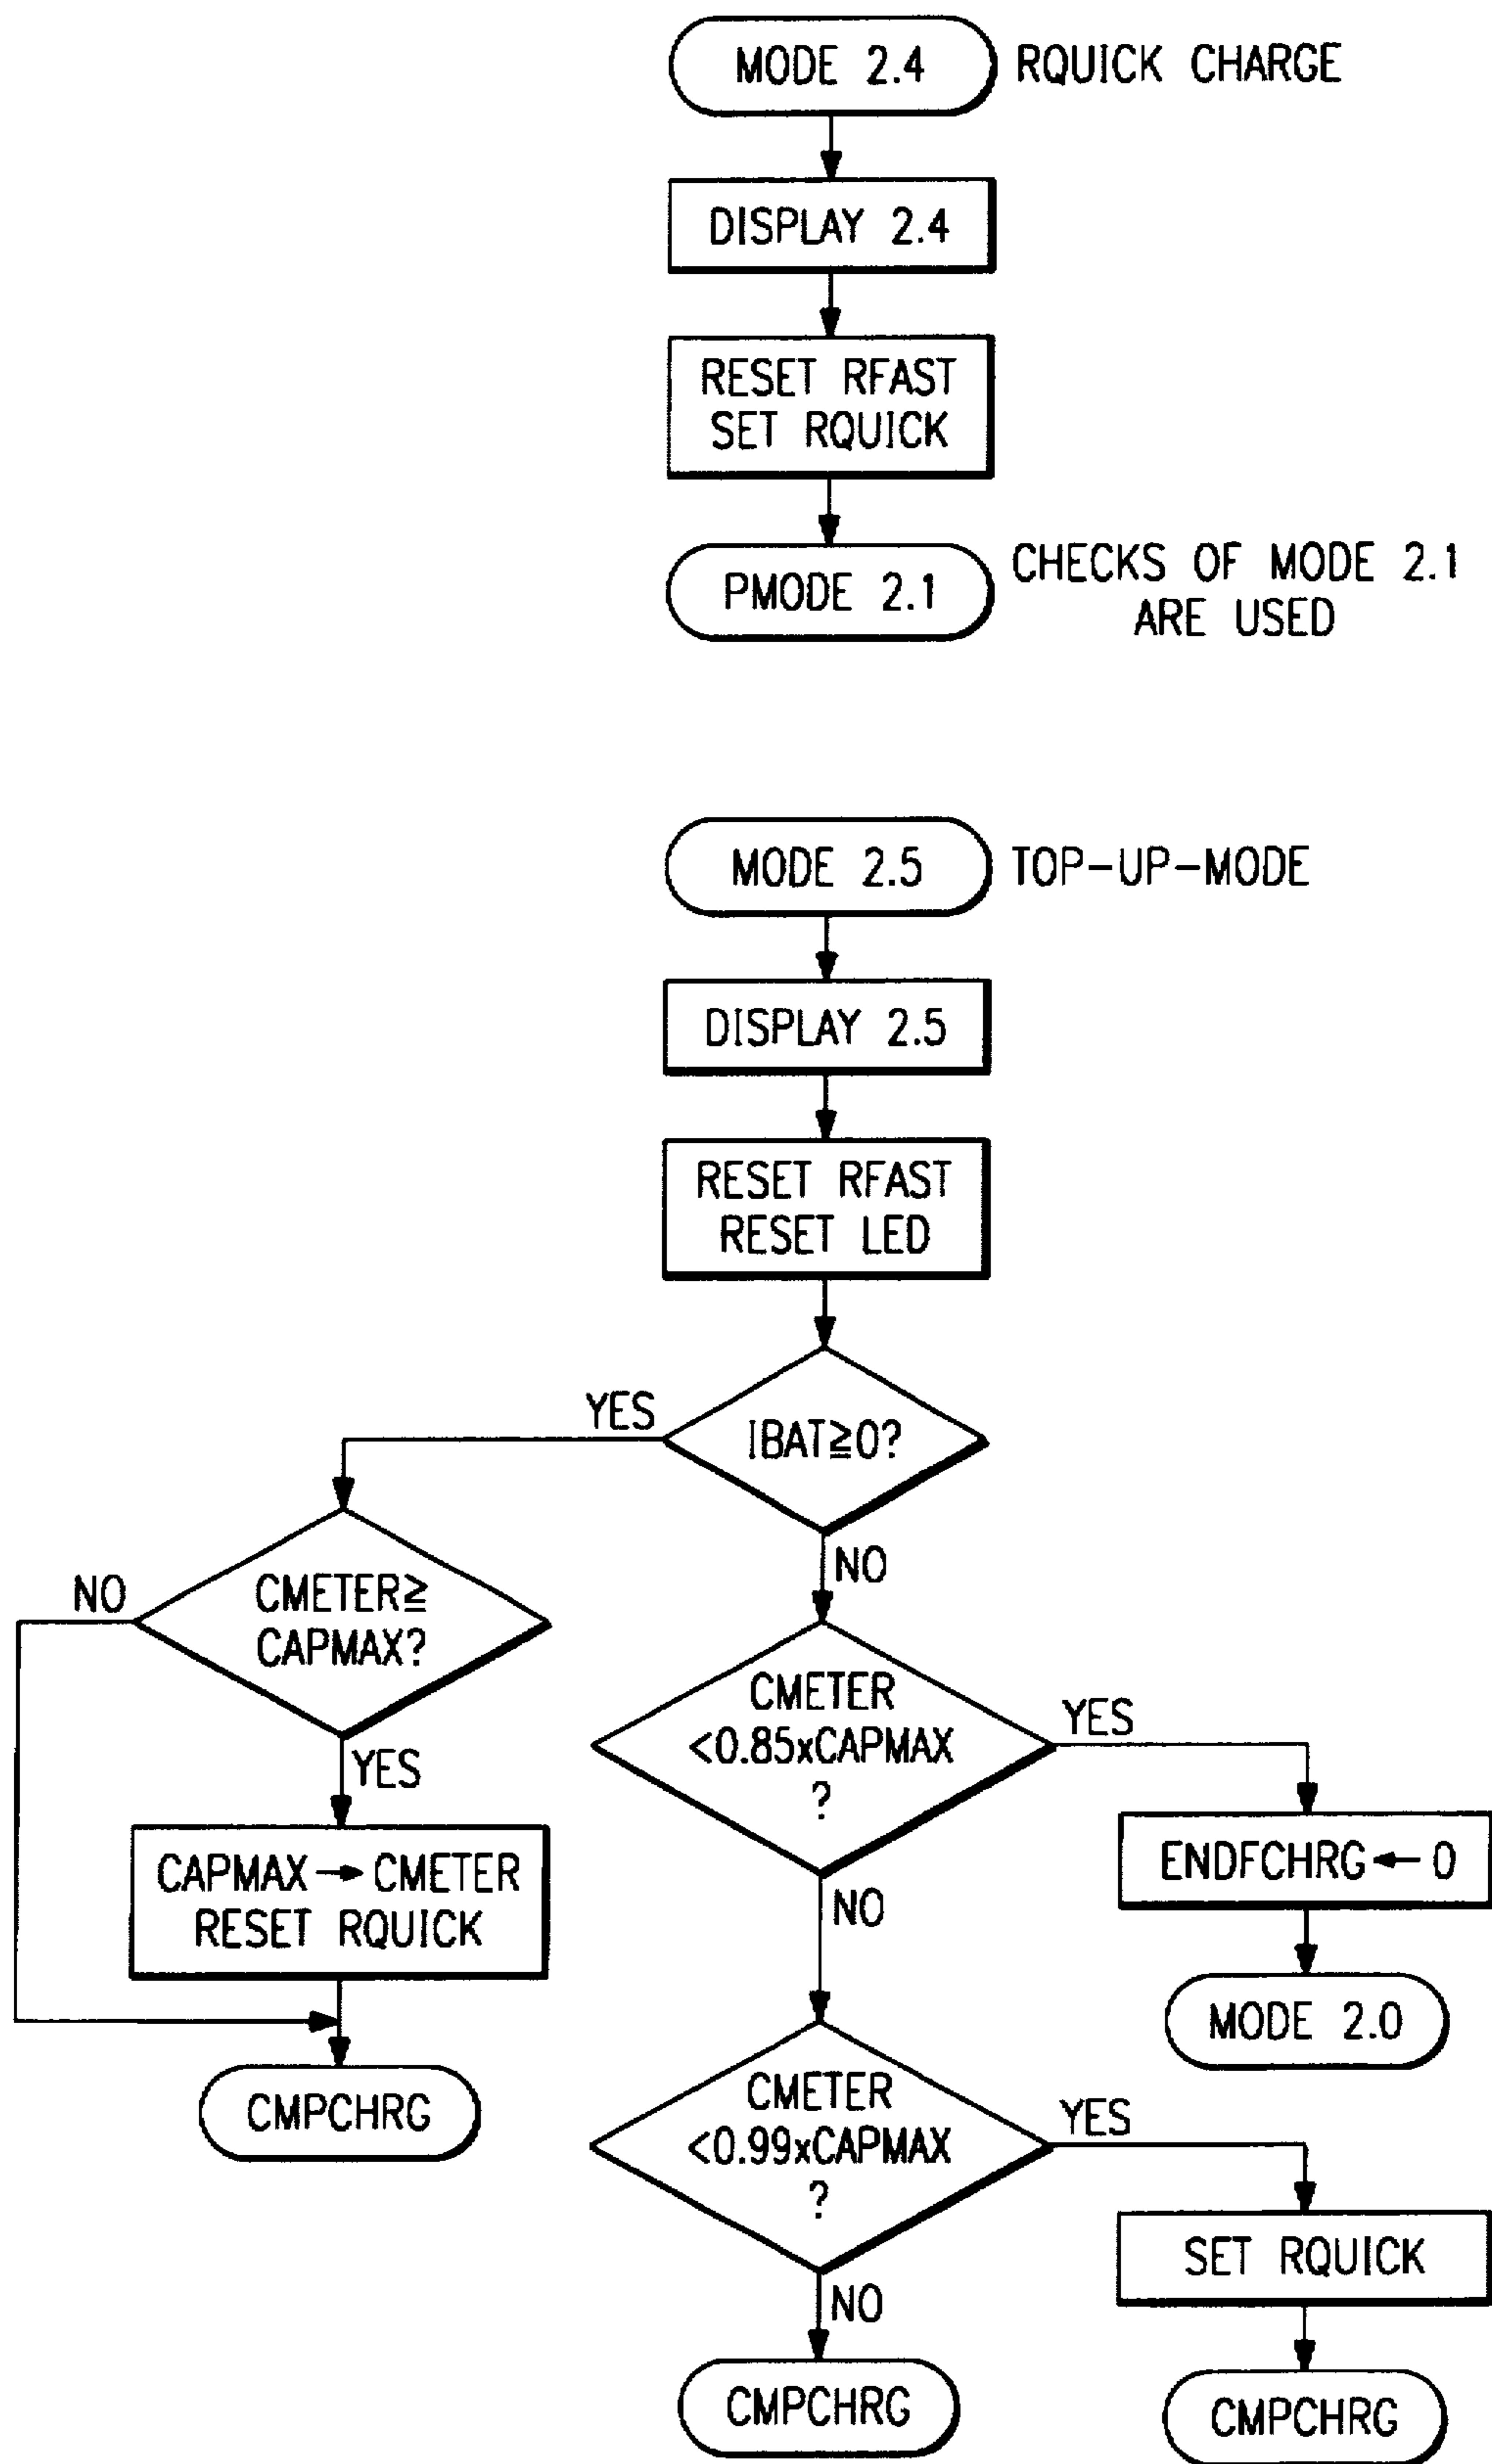 MODE 2.4
RQUICK CHARGE
DISPLAY 2.4
RESET RFAST
SET RQUICK
PMODE 2.1
CHECKS OF MODE 2.1
ARE USED
MODE 2.5
TOP-UP-MODE
DISPLAY 2.5
RESET RFAST
RESET LED
IBAT≧0?
YES
NO
CMETER≧
CAPMAX?
NO
YES
CAPMAX→CMETER
RESET RQUICK
CMPCHRG
CMETER
<0.85xCAPMAX
?
YES
NO
ENDFCHRG←0
MODE 2.0
CMETER
<0.99xCAPMAX
?
YES
NO
SET RQUICK
CMPCHRG
CMPCHRG